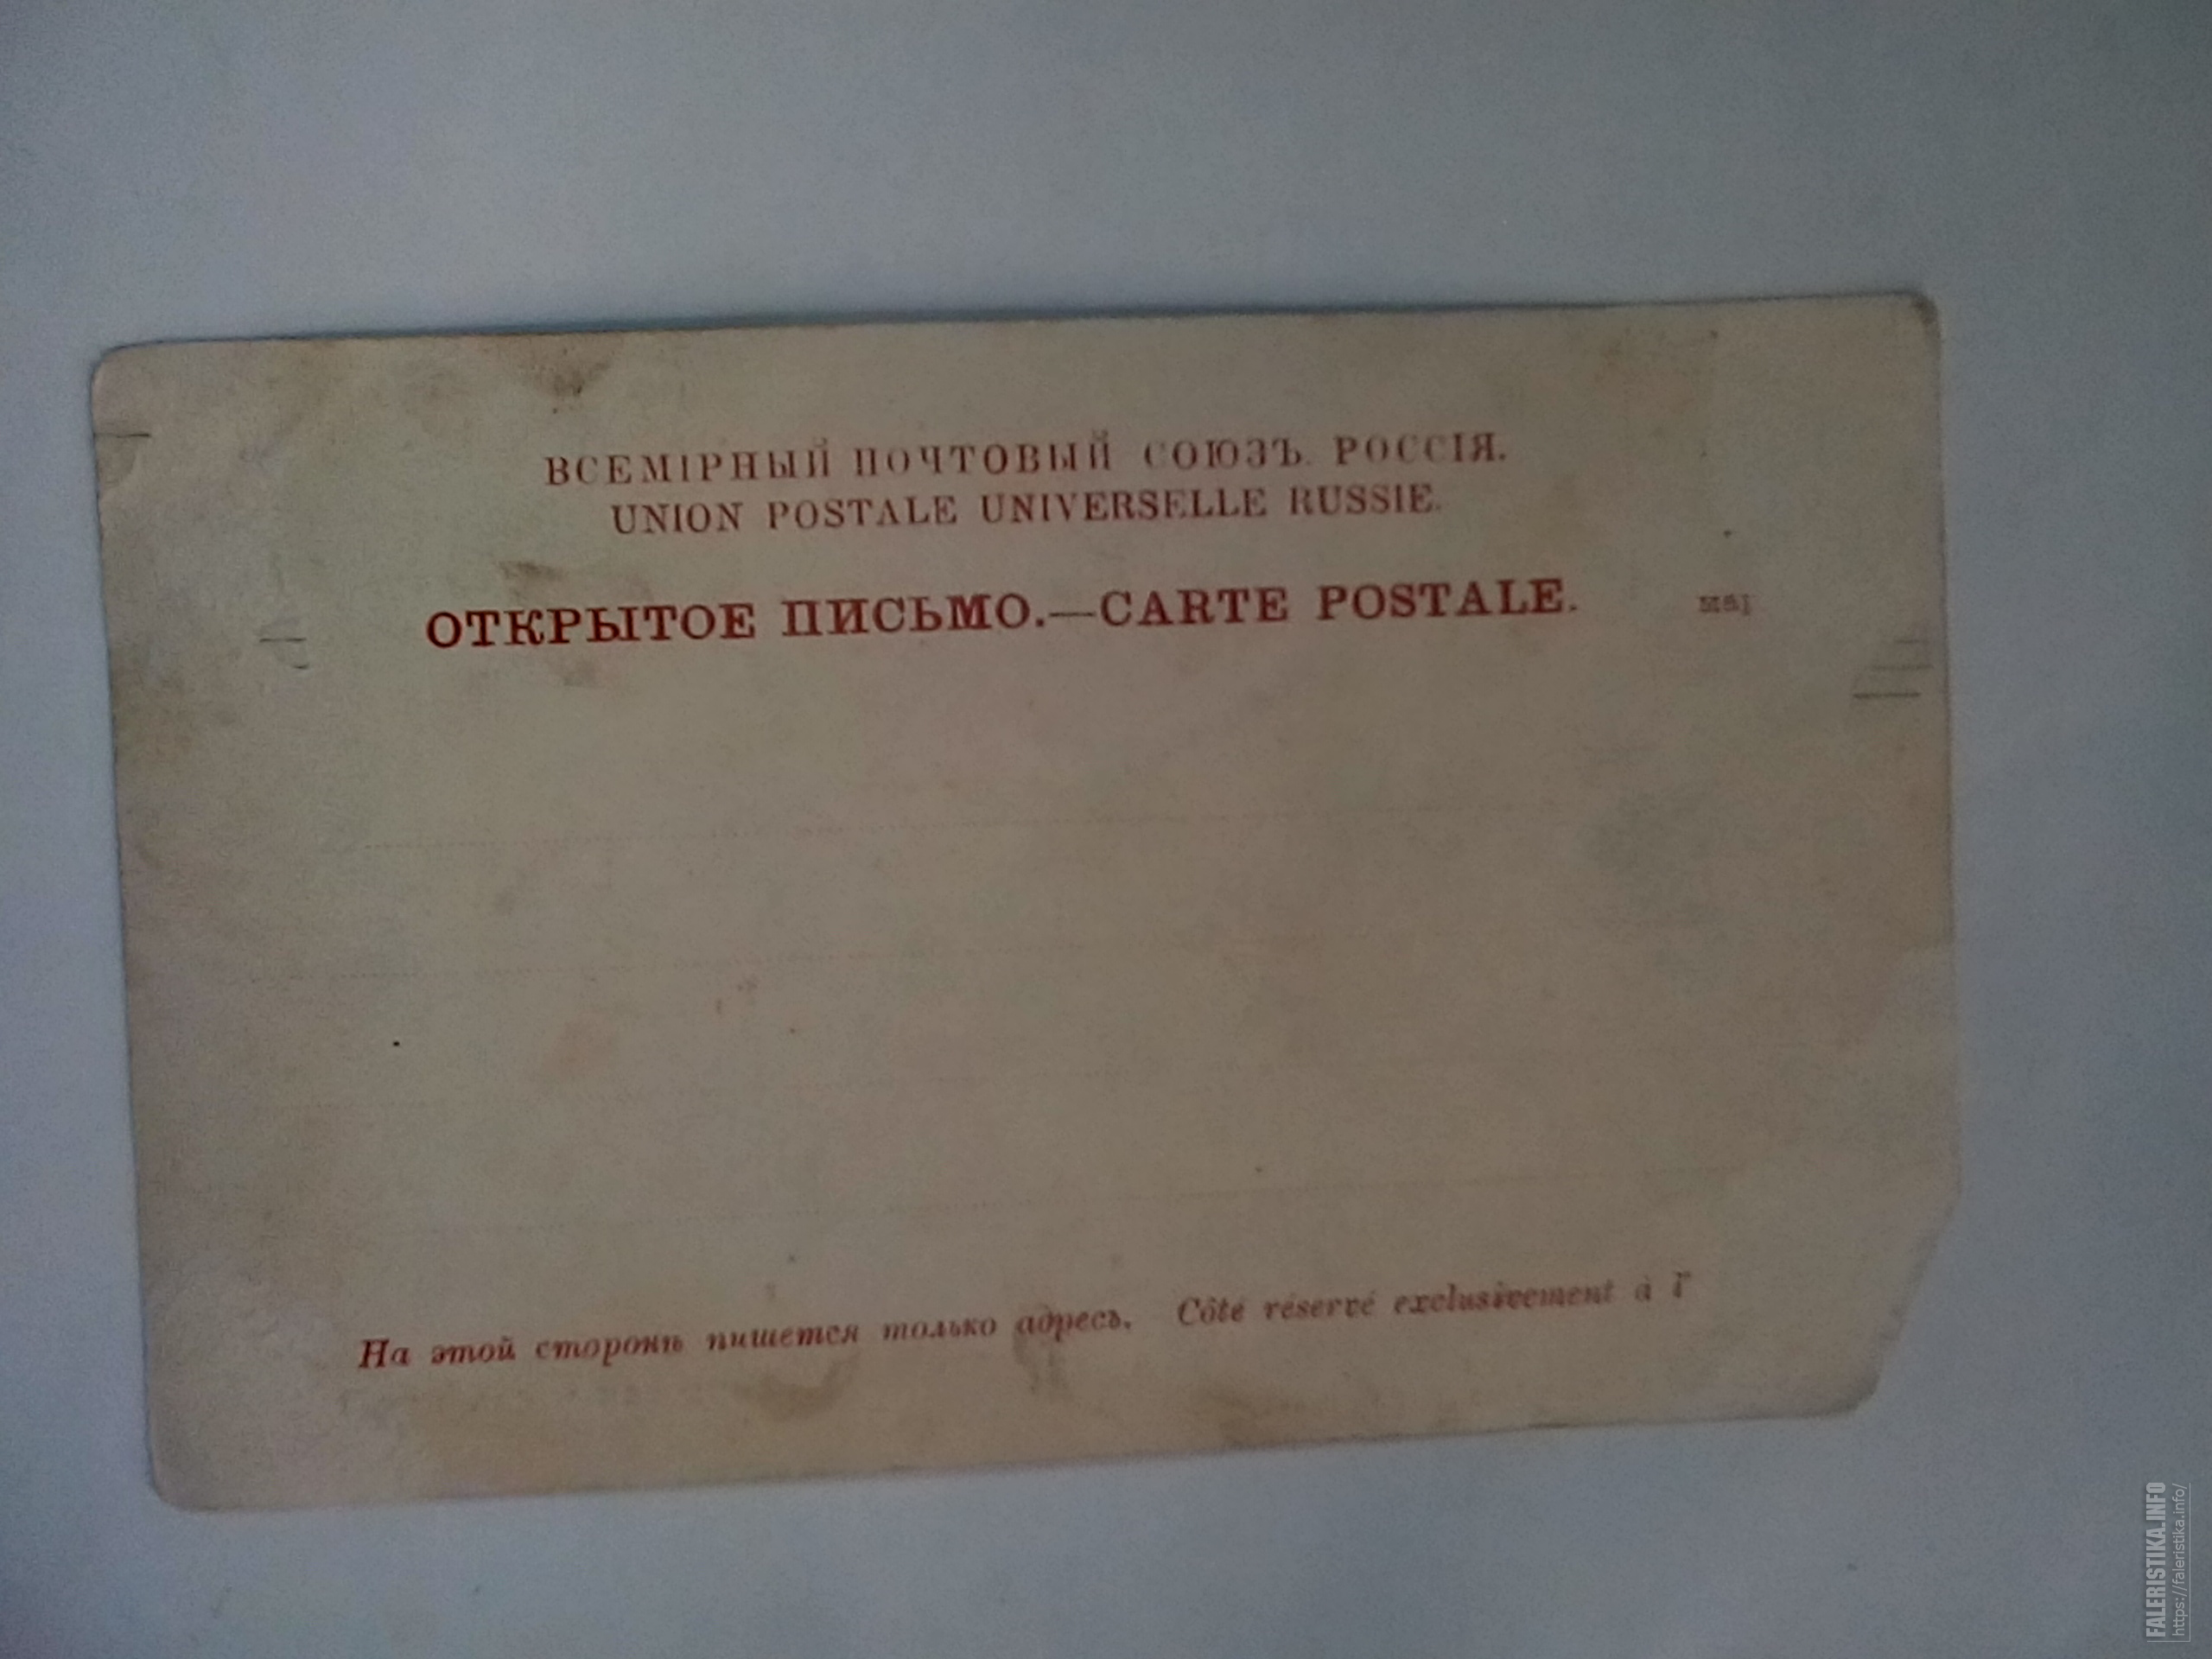 ВСЕМІРНЫЙ ПОЧТОВЫЙ СОЮЗЪ. РОССІЯ.
UNION POSTALE UNIVERSELLE RUSSIE.
ОТКРЫТОЕ ПИСЬМО.—CARTE POSTALE.
На этой сторонѣ пишется только адресъ. Côté réservé exclusivement à l'
FALERISTIKA.INFO
https://faleristika.info/